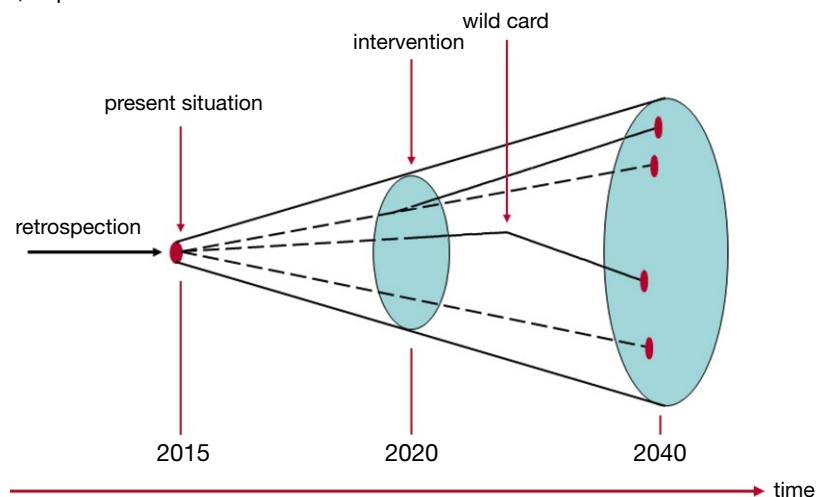 wild card
intervention
present situation
retrospection
2015
2020
2040
time